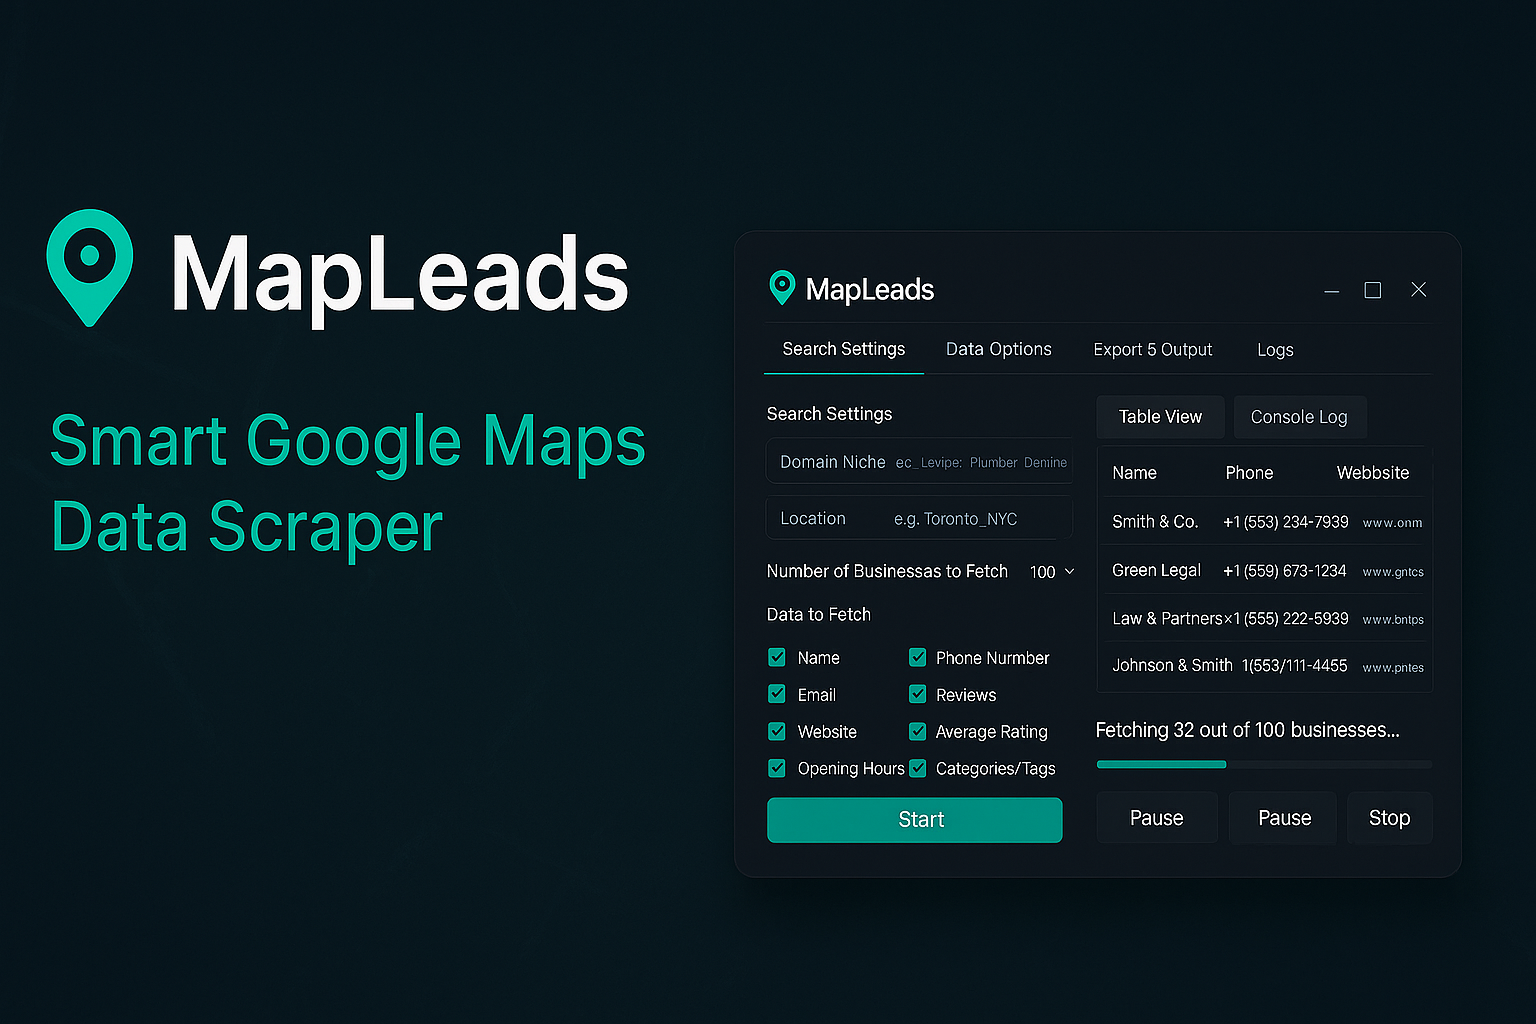 MapLeads
Smart Google Maps
Data Scraper
MapLeads
Search Settings Data Options Export 5 Output Logs
Search Settings
Domain Niche ec_Levipe: Plumber Demine
Location e.g. Toronto_NYC
Number of Businessas to Fetch 100
Data to Fetch
Name Phone Nurmber
Email Reviews
Website Average Rating
Opening Hours Categories/Tags
Start
Table View Console Log
Name Phone Webbsite
Smith & Co. +1 (553) 234-7939 www.onm
Green Legal +1 (559) 673-1234 www.gntcs
Law & Partners×1 (555) 222-5939 www.bntps
Johnson & Smith 1(553/111-4455 www.pntes
Fetching 32 out of 100 businesses...
Pause Pause Stop